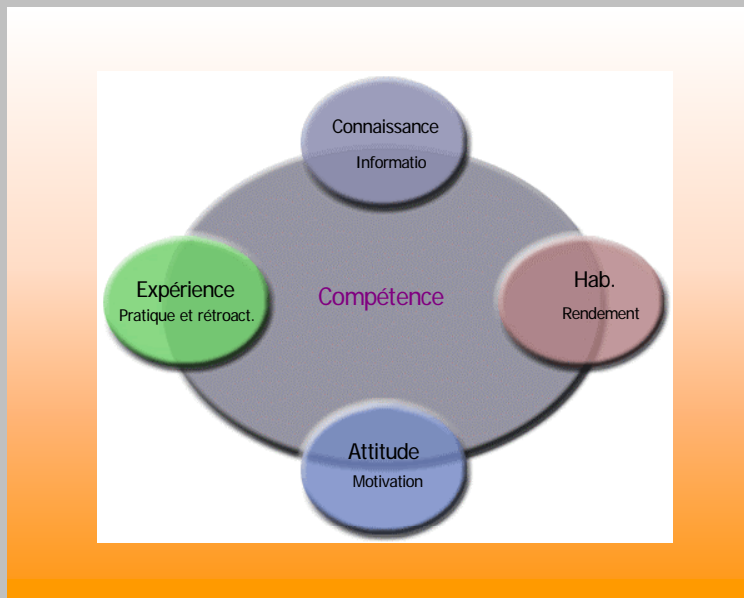 Connaissance
Informatio
Expérience
Pratique et rétroact.
Compétence
Hab.
Rendement
Attitude
Motivation